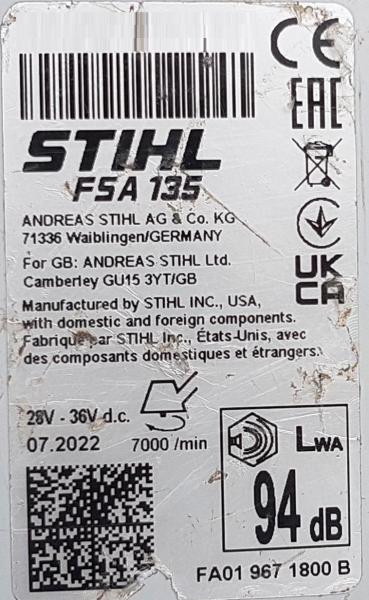 CE
EAC
STIHL
FSA 135
ANDREAS STIHL AG & Co. KG
71336 Waiblingen/GERMANY
For GB: ANDREAS STIHL Ltd.
Camberley GU15 3YT/GB
UK
CA
Manufactured by STIHL INC., USA,
with domestic and foreign components.
Fabriqué par STIHL Inc., États-Unis, avec
des composants domestiques et étrangers.
28V - 36V d.c.
07.2022 7000 /min
LWA
94 dB
FA01 967 1800 B